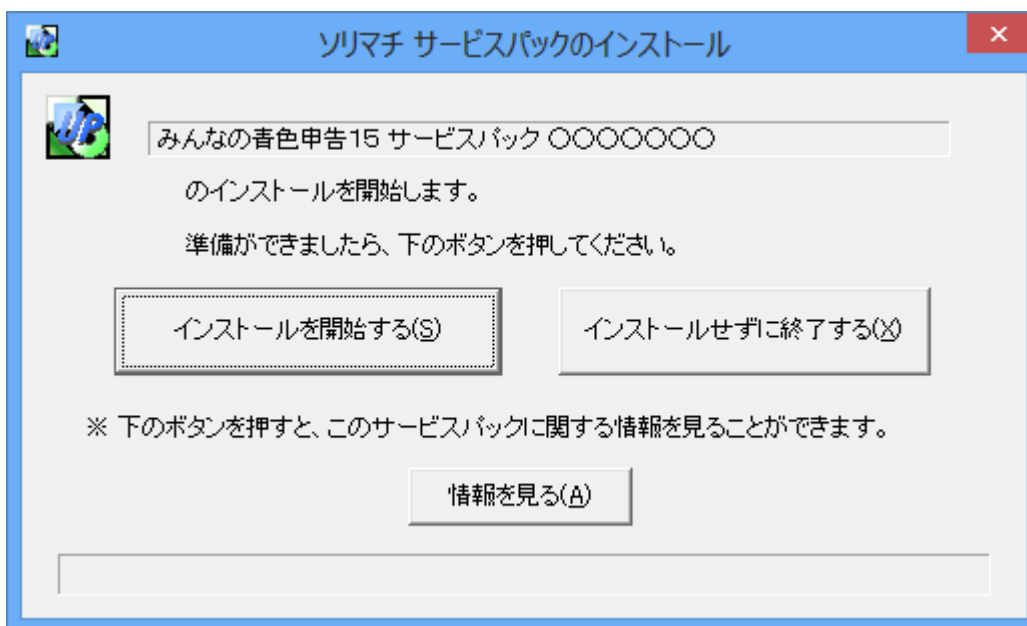 ソリマチ サービスパックのインストール
UP
みんなの青色申告15 サービスパック 〇〇〇〇〇〇〇
のインストールを開始します。
準備ができましたら、下のボタンを押してください。
インストールを開始する(S)
インストールせずに終了する(X)
※ 下のボタンを押すと、このサービスパックに関する情報を見ることができます。
情報を見る(A)